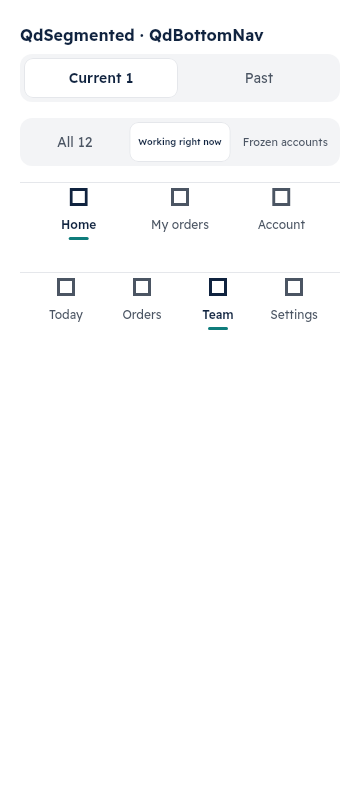 QdSegmented · QdBottomNav
Current 1 Past
All 12 Working right now Frozen accounts
Home My orders Account
Today Orders Team Settings